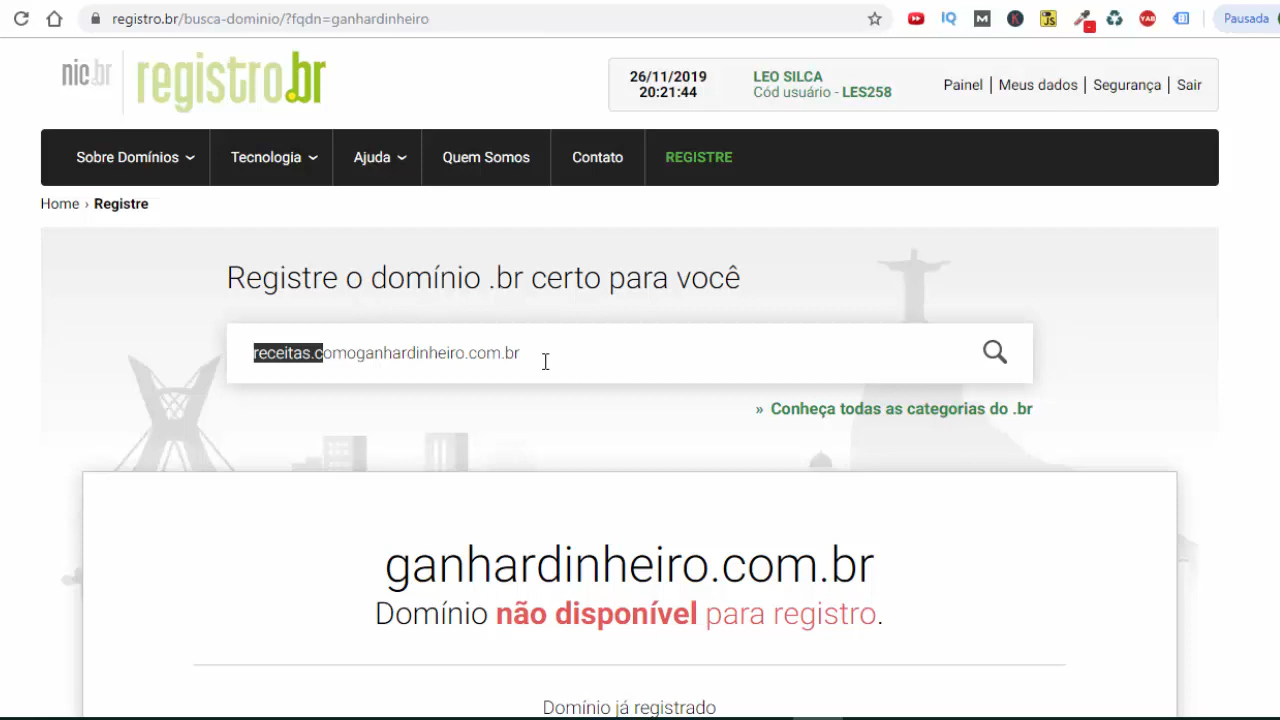 registro.br/busca-dominio/?fqdn=ganhardinheiro
IQ
M
K
JS
YAB
Pausada
nic.br
registro.br
26/11/2019
20:21:44
LEO SILCA
Cód usuário - LES258
Painel | Meus dados | Segurança | Sair
Sobre Domínios
Tecnologia
Ajuda
Quem Somos
Contato
REGISTRE
Home › Registre
Registre o domínio .br certo para você
receitas.comoganhardinheiro.com.br
» Conheça todas as categorias do .br
ganhardinheiro.com.br
Domínio não disponível para registro.
Domínio já registrado